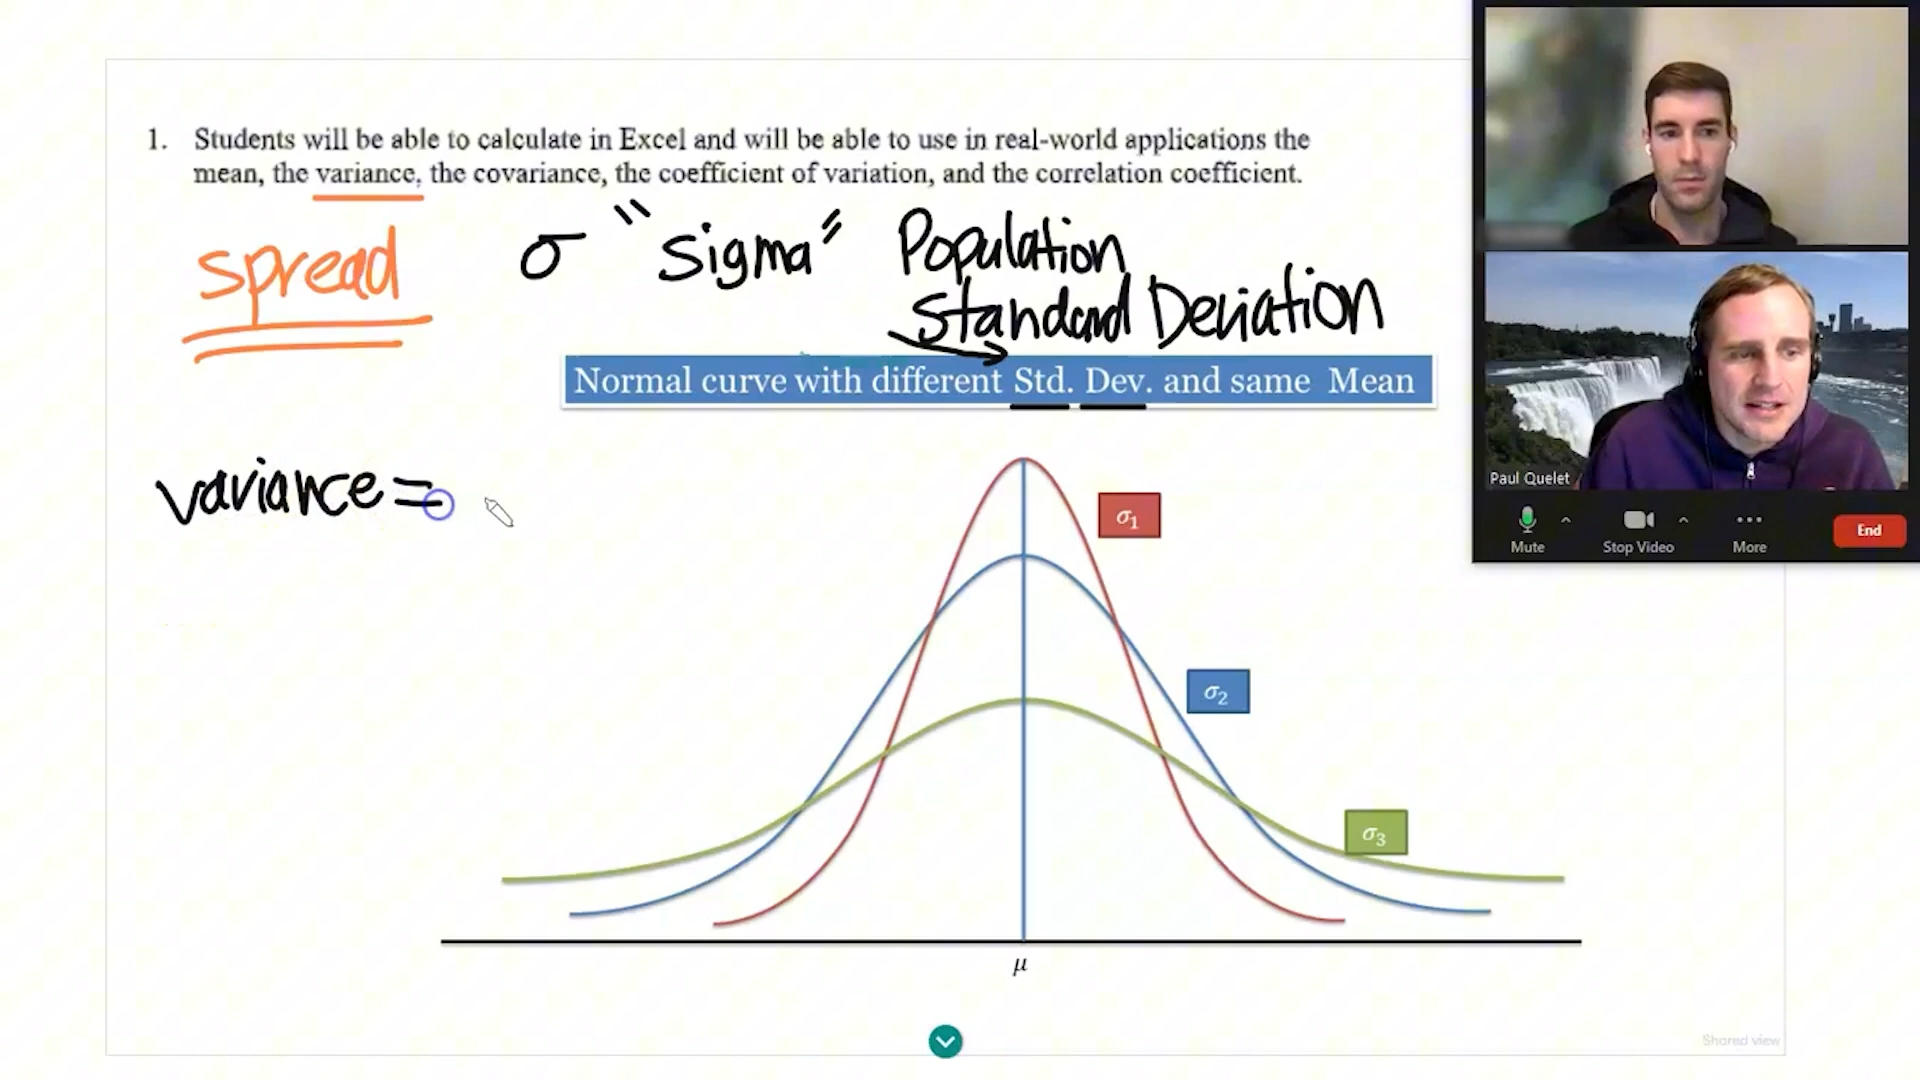 1. Students will be able to calculate in Excel and will be able to use in real-world applications the
mean, the variance, the covariance, the coefficient of variation, and the correlation coefficient.
spread
σ "Sigma" Population
Standard Deviation
Normal curve with different Std. Dev. and same Mean
variance =
σ1
σ2
σ3
μ
Paul Quelet
Mute
Stop Video
More
End
Shared view